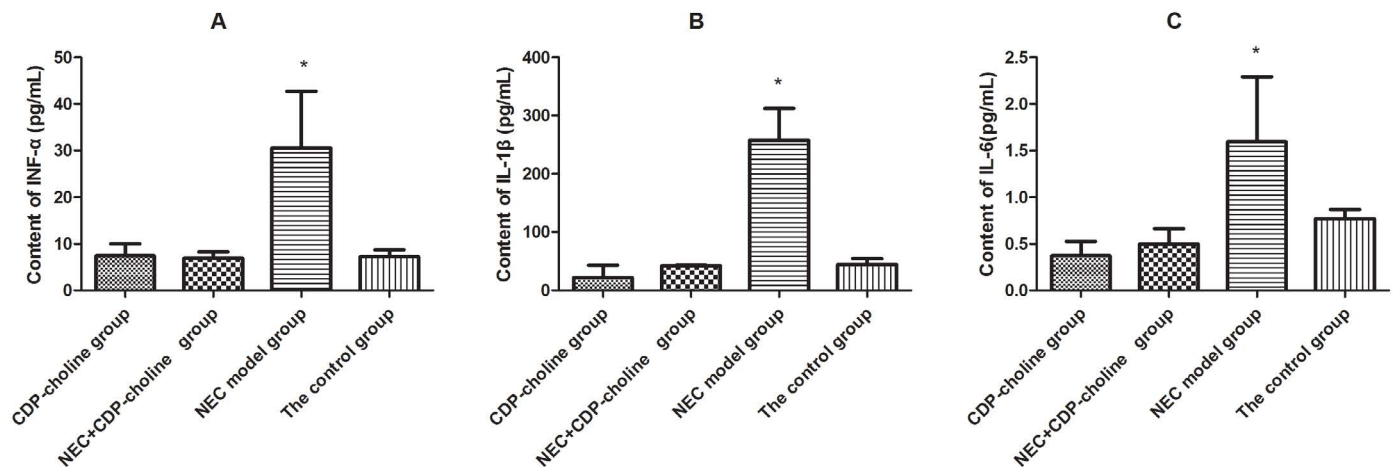 A
Content of INF-α (pg/mL)
50
40
30
20
10
0
*
CDP-choline group
NEC+CDP-choline group
NEC model group
The control group
B
Content of IL-1β (pg/mL)
400
300
200
100
0
*
CDP-choline group
NEC+CDP-choline group
NEC model group
The control group
C
Content of IL-6(pg/mL)
2.5
2.0
1.5
1.0
0.5
0.0
*
CDP-choline group
NEC+CDP-choline group
NEC model group
The control group